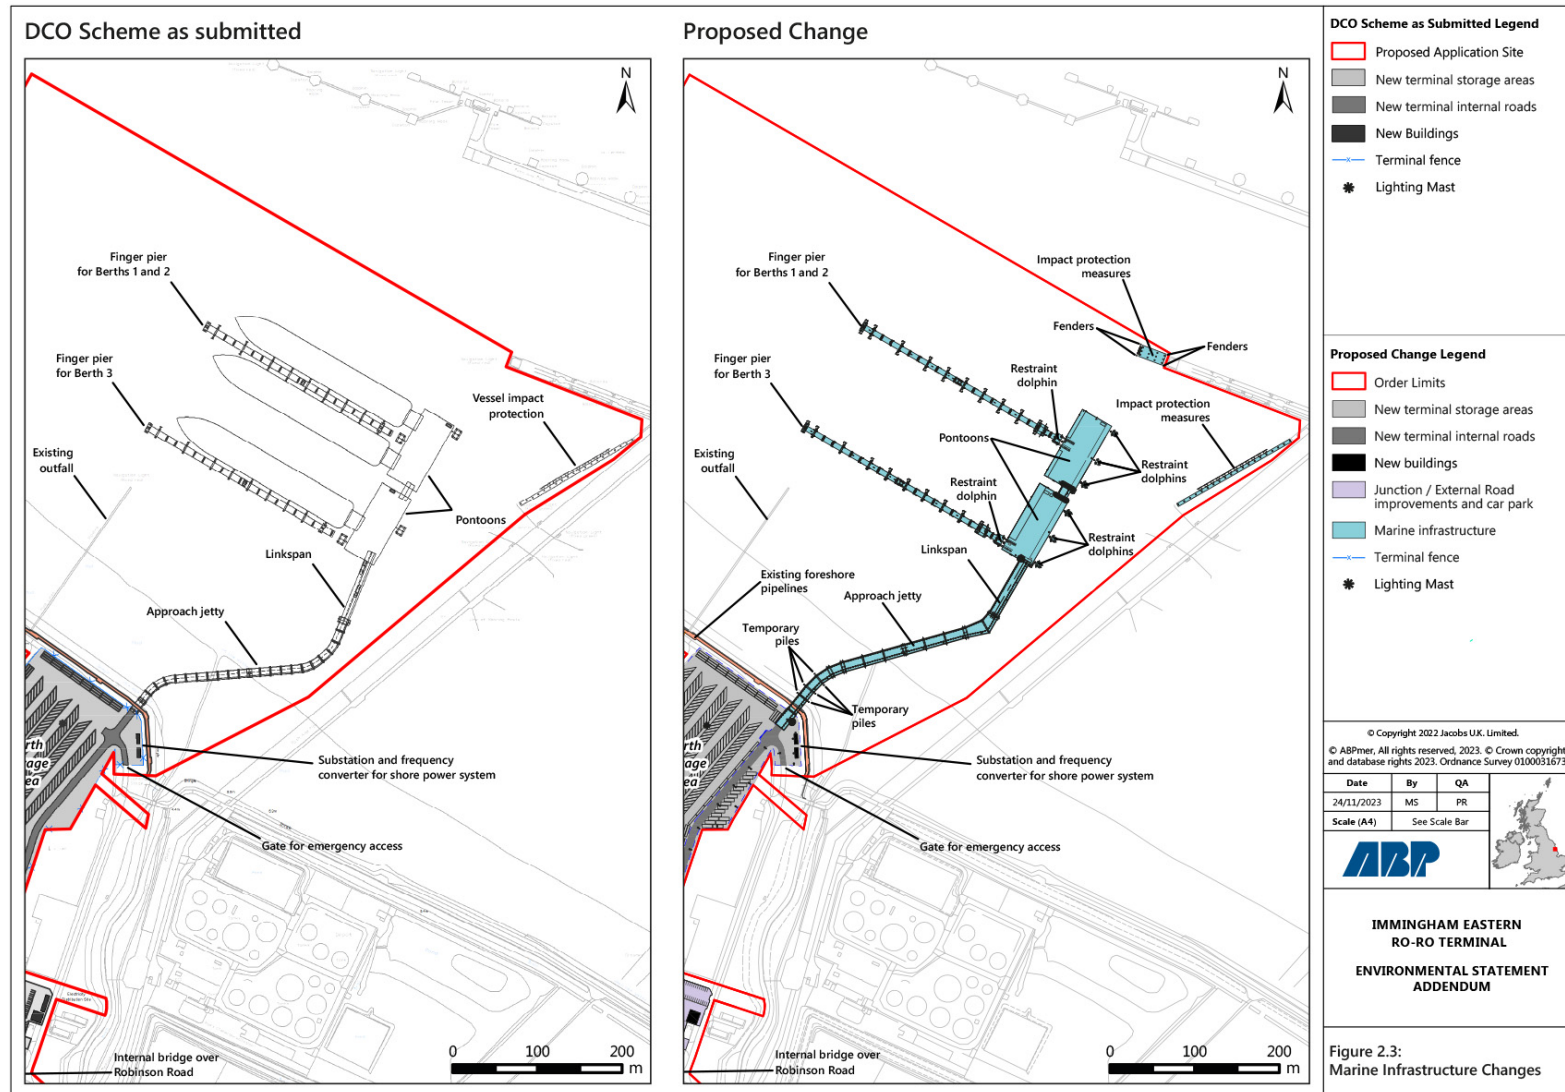 DCO Scheme as submitted
N
Finger pier
for Berths 1 and 2
Finger pier
for Berth 3
Vessel impact
protection
Existing
outfall
Pontoons
Linkspan
Approach jetty
Substation and frequency
converter for shore power system
Gate for emergency access
Internal bridge over
Robinson Road
0 100 200
m
Proposed Change
N
Impact protection
measures
Finger pier
for Berths 1 and 2
Fenders
Fenders
Finger pier
for Berth 3
Restraint
dolphin
Impact protection
measures
Pontoons
Existing
outfall
Restraint
dolphins
Restraint
dolphin
Restraint
dolphins
Linkspan
Existing foreshore
pipelines
Approach jetty
Temporary
piles
Temporary
piles
Substation and frequency
converter for shore power system
Gate for emergency access
Internal bridge over
Robinson Road
0 100 200
m
DCO Scheme as Submitted Legend
Proposed Application Site
New terminal storage areas
New terminal internal roads
New Buildings
Terminal fence
Lighting Mast
Proposed Change Legend
Order Limits
New terminal storage areas
New terminal internal roads
New buildings
Junction / External Road
improvements and car park
Marine infrastructure
Terminal fence
Lighting Mast
© Copyright 2022 Jacobs U.K. Limited.
© ABPmer, All rights reserved, 2023. © Crown copyright
and database rights 2023. Ordnance Survey 0100031673
Date By QA
24/11/2023 MS PR
Scale (A4) See Scale Bar
ABP
IMMINGHAM EASTERN
RO-RO TERMINAL
ENVIRONMENTAL STATEMENT
ADDENDUM
Figure 2.3:
Marine Infrastructure Changes